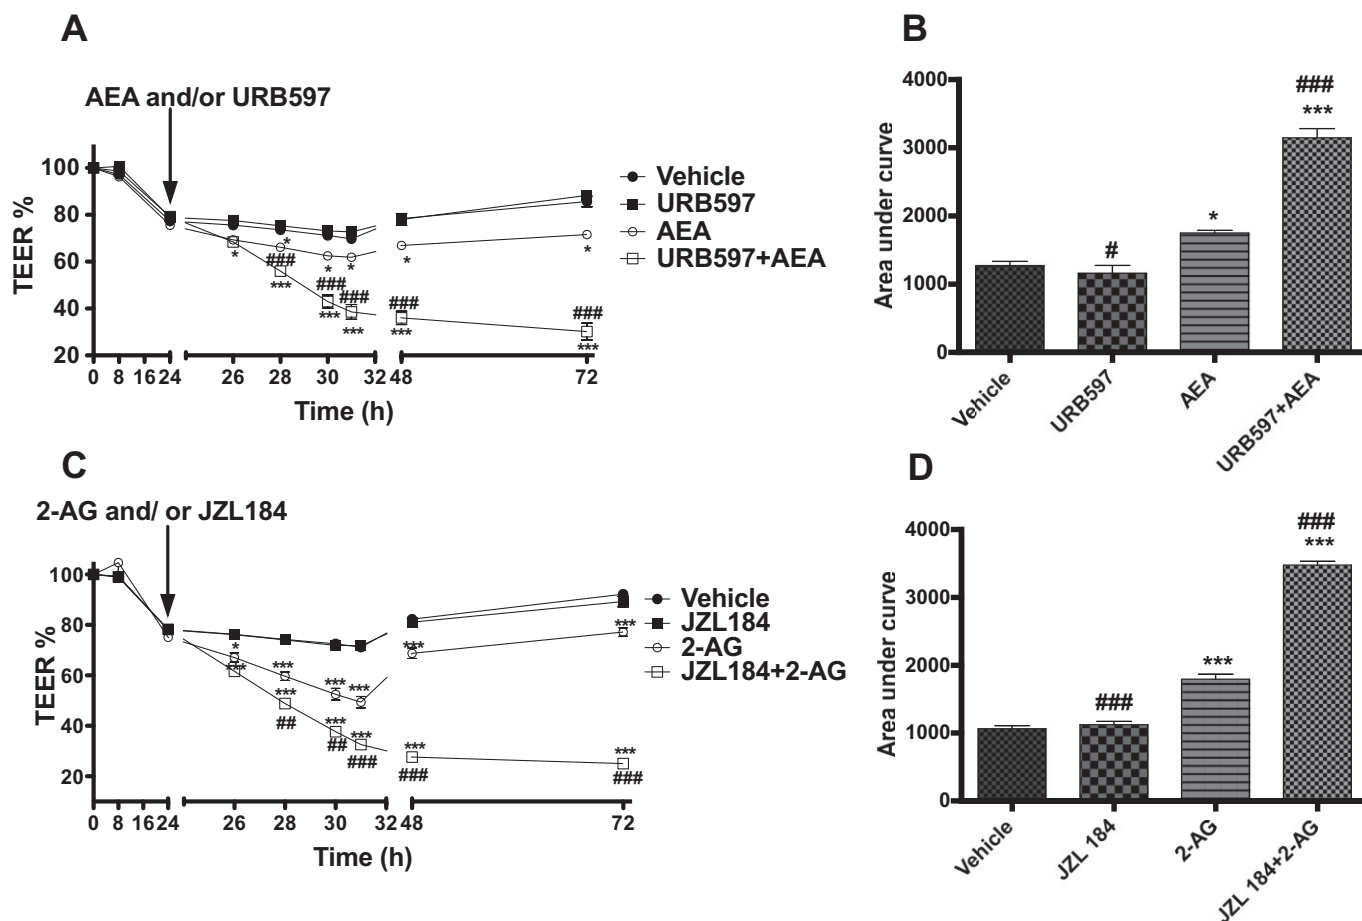 A
B
AEA and/or URB597
TEER %
100
80
60
40
20
0 8 16 24 26 28 30 32 48 72
Time (h)
* * * * * *
### ### ### ### ###
*** *** *** *** ***
Vehicle
URB597
AEA
URB597+AEA
Area under curve
4000
3000
2000
1000
0
#
*
###
***
Vehicle
URB597
AEA
URB597+AEA
C
D
2-AG and/ or JZL184
TEER %
100
80
60
40
20
0 8 16 24 26 28 30 32 48 72
Time (h)
* *** *** *** *** ***
*** *** *** *** *** ***
## ## ### ### ###
Vehicle
JZL184
2-AG
JZL184+2-AG
Area under curve
4000
3000
2000
1000
0
###
***
###
***
Vehicle
JZL 184
2-AG
JZL 184+2-AG